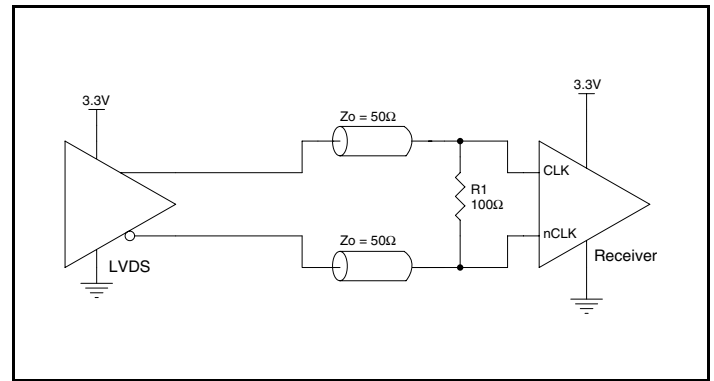 3.3V
3.3V
Zo = 50Ω
CLK
R1
100Ω
nCLK
Zo = 50Ω
LVDS
Receiver